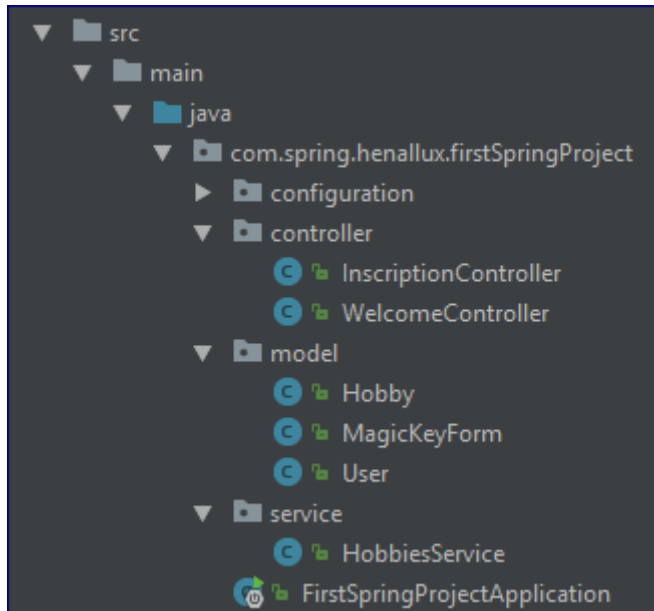 src
main
java
com.spring.henallux.firstSpringProject
configuration
controller
C InscriptionController
C WelcomeController
model
C Hobby
C MagicKeyForm
C User
service
C HobbiesService
FirstSpringProjectApplication